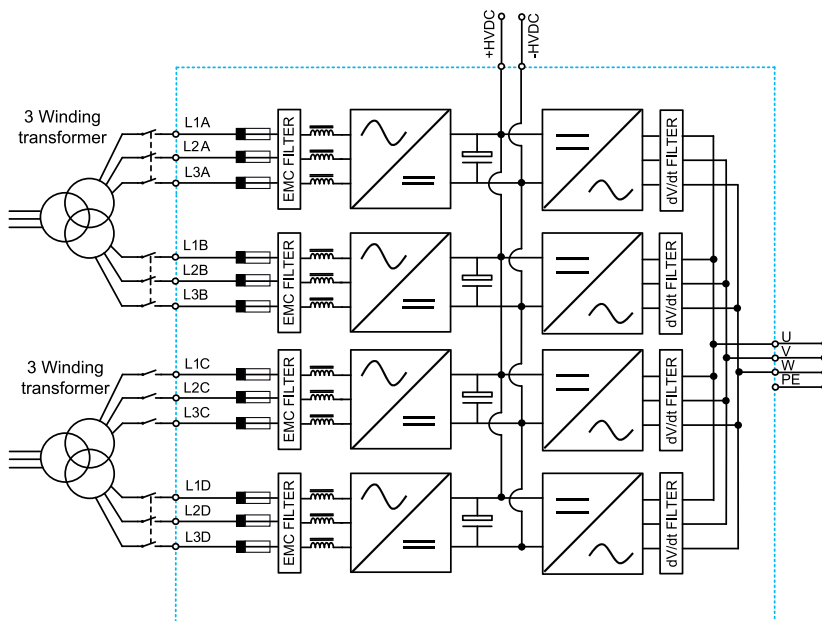 +HVDC
-HVDC
3 Winding
transformer
L1A
L2A
L3A
EMC FILTER
dV/dt FILTER
L1B
L2B
L3B
EMC FILTER
dV/dt FILTER
U
V
W
PE
3 Winding
transformer
L1C
L2C
L3C
EMC FILTER
dV/dt FILTER
L1D
L2D
L3D
EMC FILTER
dV/dt FILTER